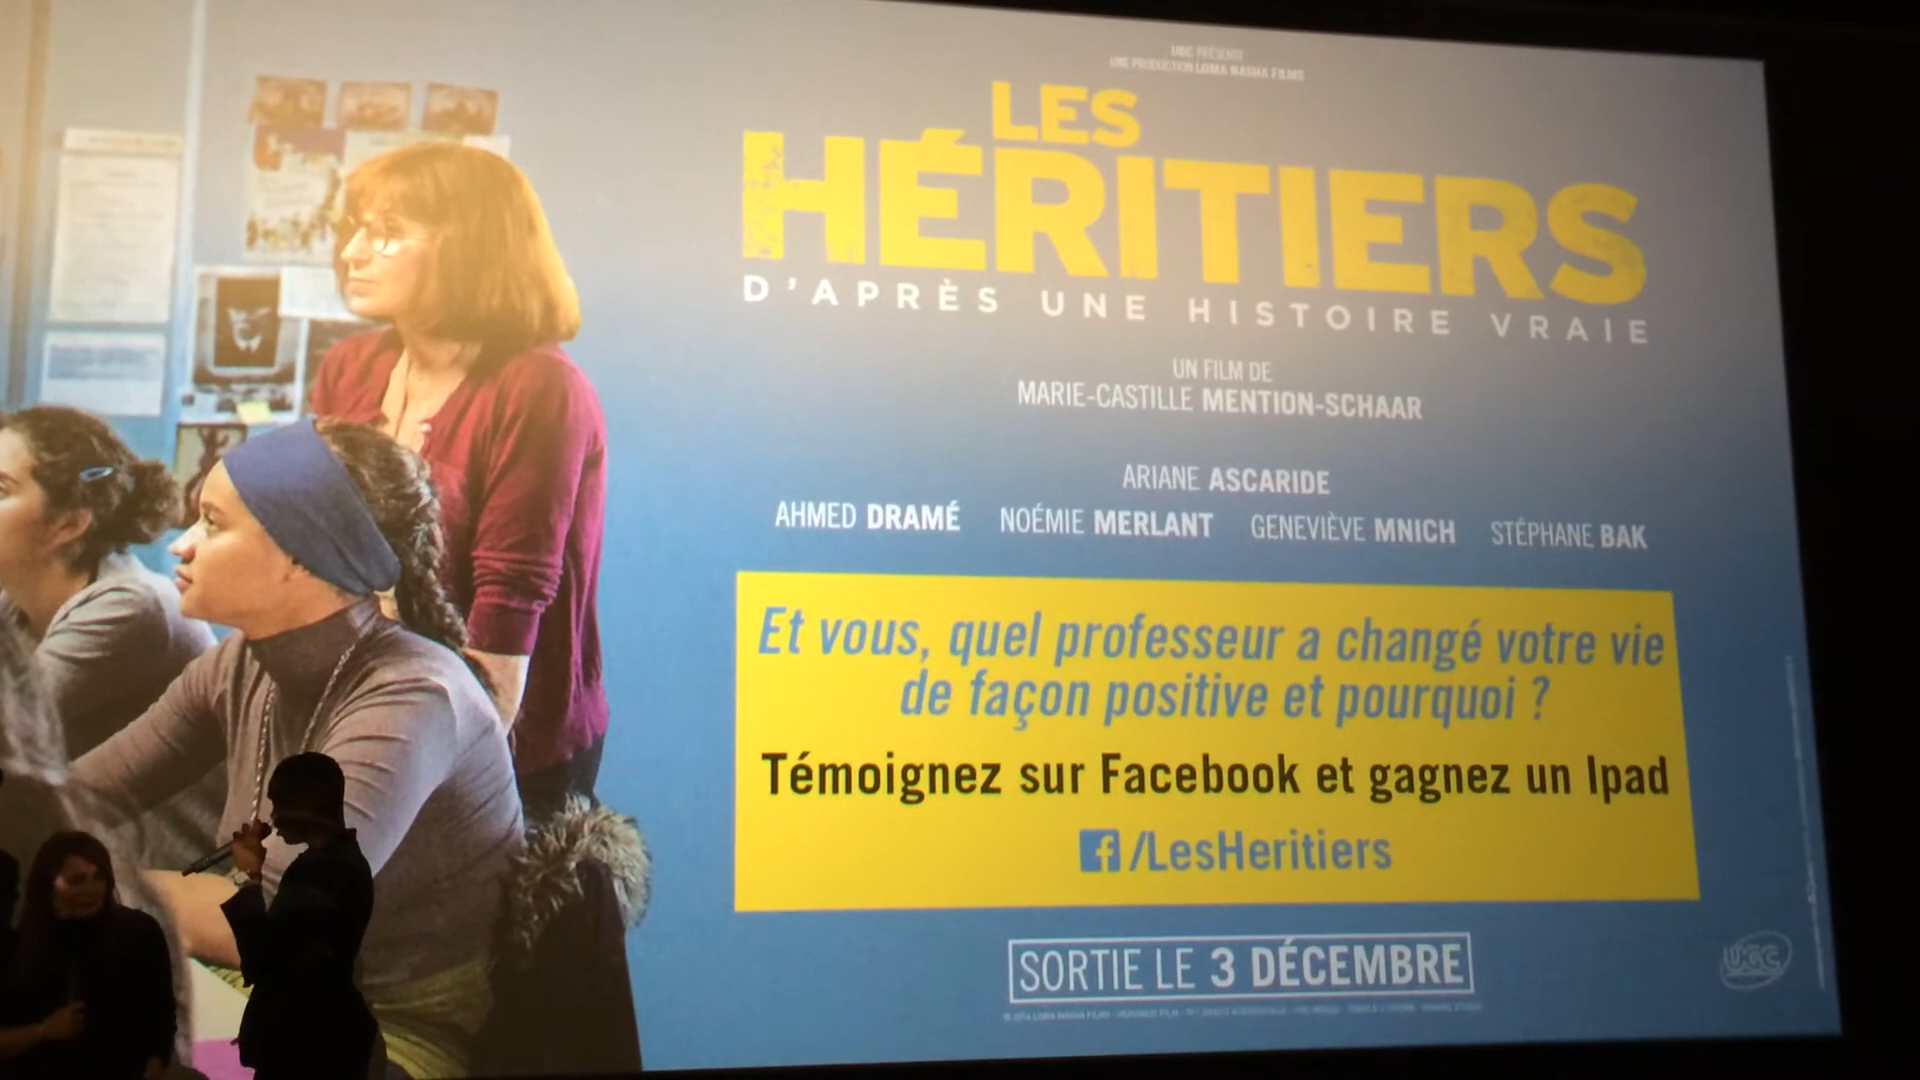 UGC PRÉSENTE
UNE PRODUCTION LOMA NASHA FILMS
LES
HÉRITIERS
D'APRÈS UNE HISTOIRE VRAIE
UN FILM DE
MARIE-CASTILLE MENTION-SCHAAR
ARIANE ASCARIDE
AHMED DRAMÉ NOÉMIE MERLANT GENEVIÈVE MNICH STÉPHANE BAK
Et vous, quel professeur a changé votre vie
de façon positive et pourquoi ?
Témoignez sur Facebook et gagnez un Ipad
f/LesHeritiers
SORTIE LE 3 DÉCEMBRE
UGC